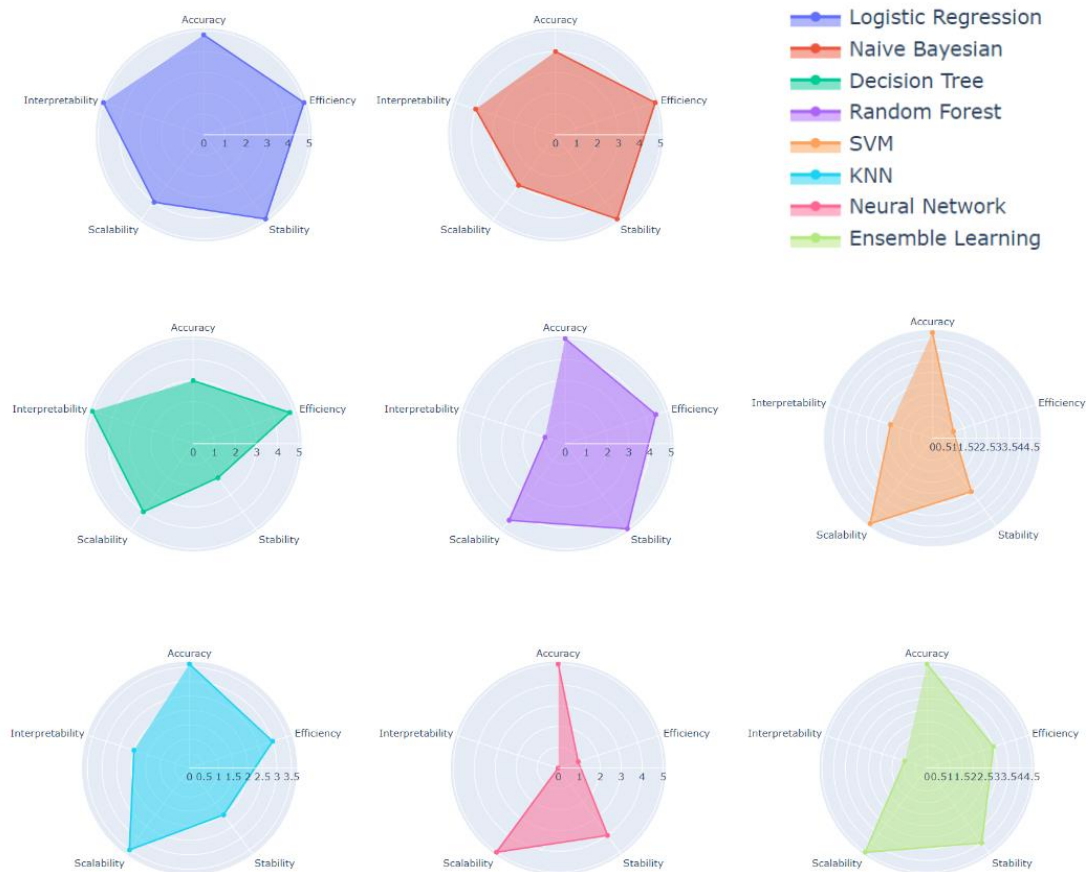 Accuracy
Interpretability
Efficiency
0 1 2 3 4 5
Scalability
Stability
Accuracy
Interpretability
Efficiency
0 1 2 3 4 5
Scalability
Stability
Logistic Regression
Naive Bayesian
Decision Tree
Random Forest
SVM
KNN
Neural Network
Ensemble Learning
Accuracy
Interpretability
Efficiency
0 1 2 3 4 5
Scalability
Stability
Accuracy
Interpretability
Efficiency
0 1 2 3 4 5
Scalability
Stability
Accuracy
Interpretability
Efficiency
00.511.522.533.544.5
Scalability
Stability
Accuracy
Interpretability
Efficiency
0 0.5 1 1.5 2 2.5 3 3.5
Scalability
Stability
Accuracy
Interpretability
Efficiency
0 1 2 3 4 5
Scalability
Stability
Accuracy
Interpretability
Efficiency
00.511.522.533.544.5
Scalability
Stability